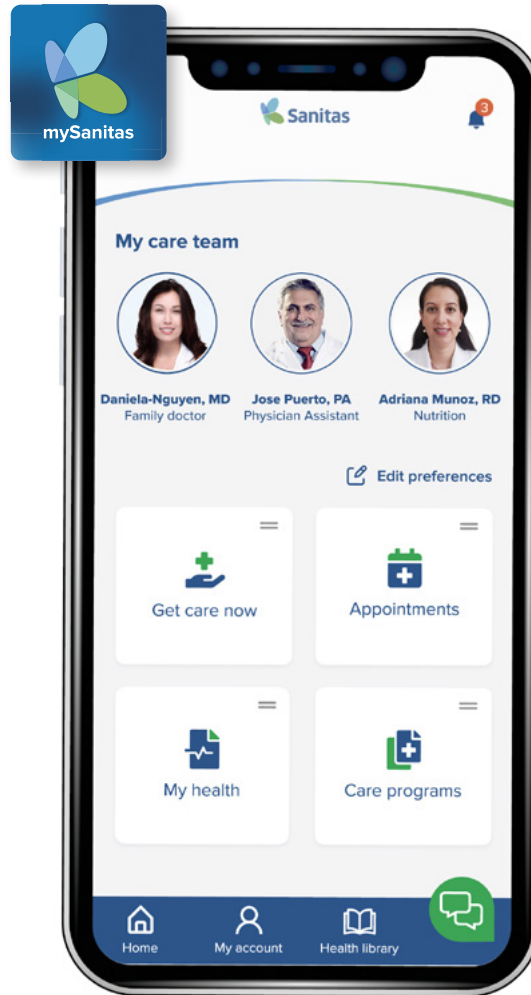 mySanitas
Sanitas
3
My care team
Daniela-Nguyen, MD
Family doctor
Jose Puerto, PA
Physician Assistant
Adriana Munoz, RD
Nutrition
Edit preferences
Get care now
Appointments
My health
Care programs
Home
My account
Health library